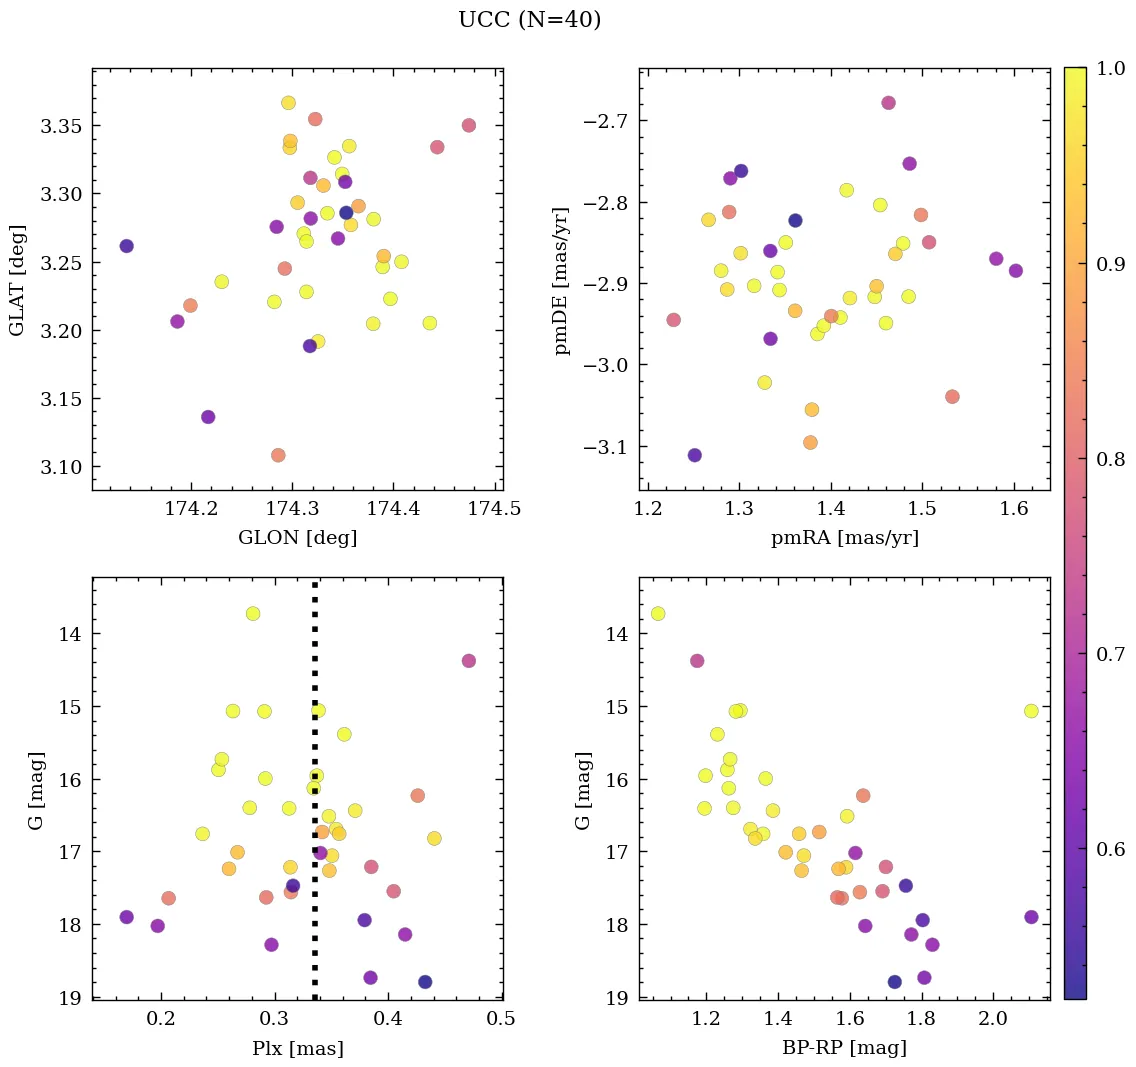 UCC (N=40)
3.35
3.30
3.25
3.20
3.15
3.10
GLAT [deg]
174.2 174.3 174.4 174.5
GLON [deg]
−2.7
−2.8
−2.9
−3.0
−3.1
pmDE [mas/yr]
1.2 1.3 1.4 1.5 1.6
pmRA [mas/yr]
14
15
16
17
18
19
G [mag]
0.2 0.3 0.4 0.5
Plx [mas]
14
15
16
17
18
19
G [mag]
1.2 1.4 1.6 1.8 2.0
BP-RP [mag]
1.0
0.9
0.8
0.7
0.6